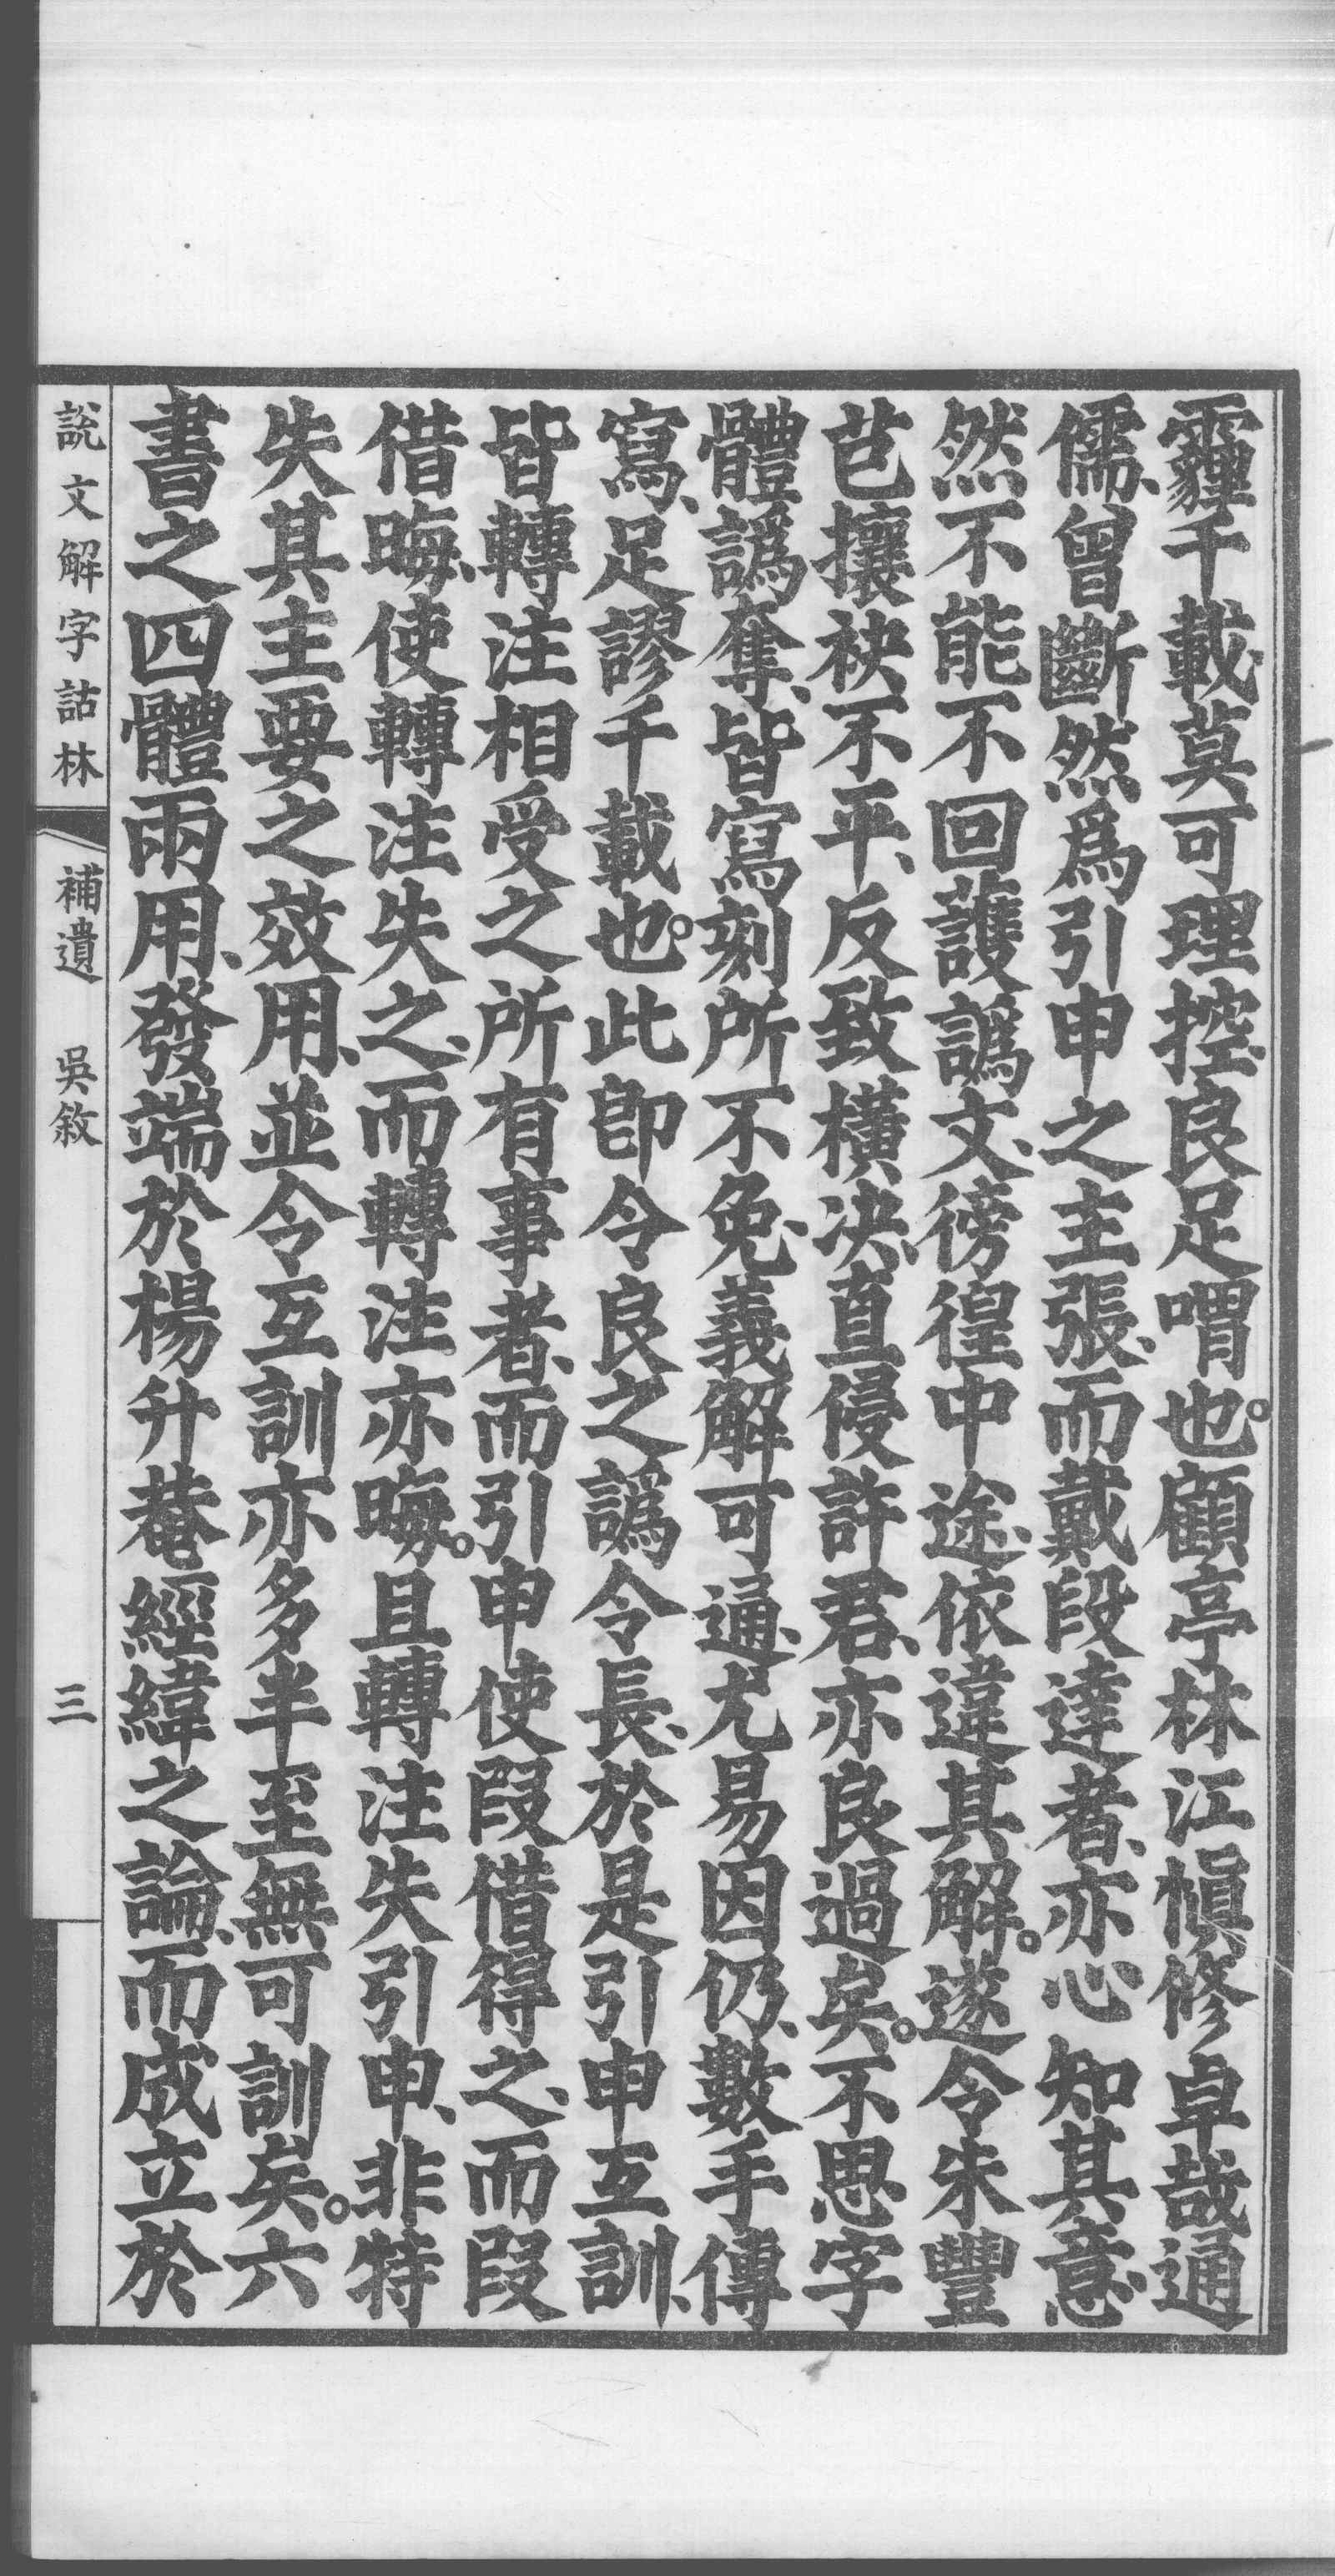 霾千載、莫可理控、良足喟也。顧亭林江愼修卓哉通
儒、曾斷然爲引申之主張、而戴段達者、亦心知其意、
然不能不回護譌文、徬徨中途、依違其解。遂令朱豐
芑攘袂不平、反致橫決、直侵許君、亦良過矣。不思字
體譌奪、皆寫刻所不免、義解可通、尤易因仍、數手傳
寫、足謬千載也。此卽令良之譌令長、於是引申互訓、
皆轉注相受之所有事者、而引申使叚借得之、而叚
借晦、使轉注失之、而轉注亦晦。且轉注失引申、非特
失其主要之效用、並令互訓亦多半至無可訓矣。六
書之四體兩用、發端於楊升菴經緯之論、而成立於
說文解字詁林 補遺 吳敘 三